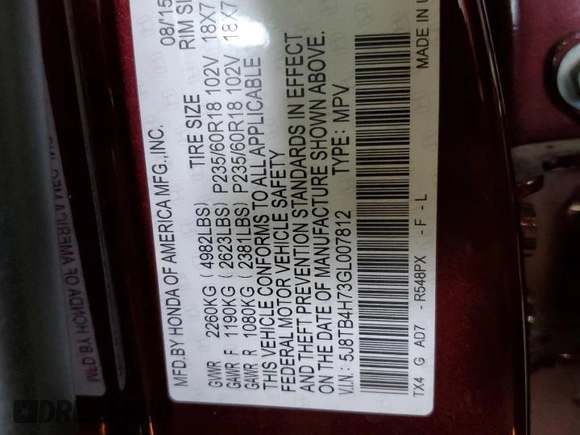 MFD.BY HONDA OF AMERICA MFG.,INC. 08/15
TIRE SIZE RIM SI
GVWR 2260KG (4982LBS)
GAWR F 1190KG (2623LBS) P235/60R18 102V 18X7
GAWR R 1080KG (2381LBS) P235/60R18 102V 18X7
THIS VEHICLE CONFORMS TO ALL APPLICABLE
FEDERAL MOTOR VEHICLE SAFETY
AND THEFT PREVENTION STANDARDS IN EFFECT
ON THE DATE OF MANUFACTURE SHOWN ABOVE.
V.I.N.: 5J8TB4H73GL007812 TYPE: MPV
TX4 G AD7 - R548PX - F - L MADE IN U